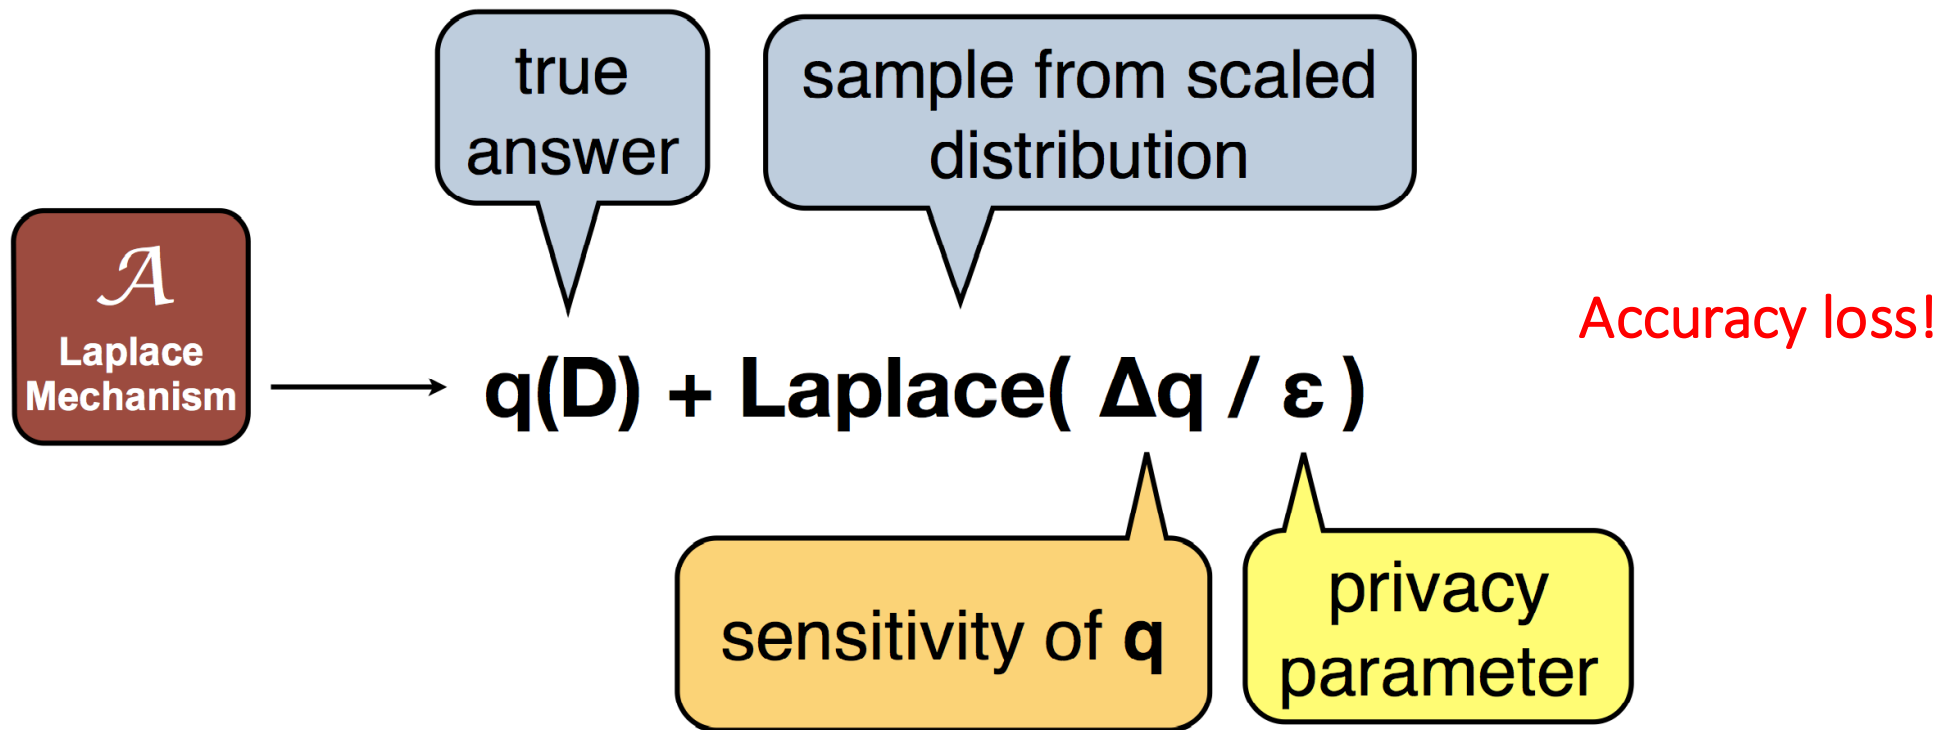 true
answer
sample from scaled
distribution
𝒜
Laplace
Mechanism
q(D) + Laplace( Δq / ε )
Accuracy loss!
sensitivity of q
privacy
parameter